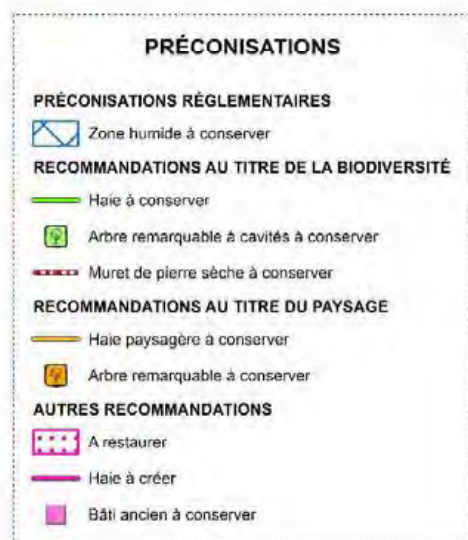 PRÉCONISATIONS
PRÉCONISATIONS RÉGLEMENTAIRES
Zone humide à conserver
RECOMMANDATIONS AU TITRE DE LA BIODIVERSITÉ
Haie à conserver
Arbre remarquable à cavités à conserver
Muret de pierre sèche à conserver
RECOMMANDATIONS AU TITRE DU PAYSAGE
Haie paysagère à conserver
Arbre remarquable à conserver
AUTRES RECOMMANDATIONS
A restaurer
Haie à créer
Bâti ancien à conserver